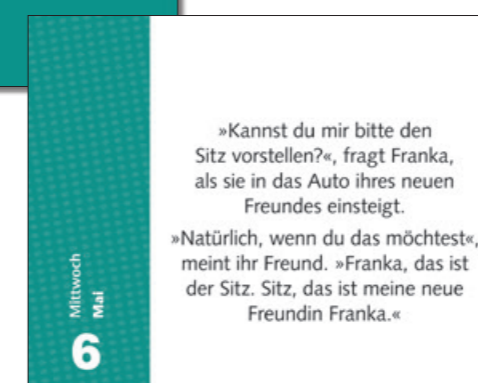 »Kannst du mir bitte den
Sitz vorstellen?«, fragt Franka,
als sie in das Auto ihres neuen
Freundes einsteigt.
»Natürlich, wenn du das möchtest«,
meint ihr Freund. »Franka, das ist
der Sitz. Sitz, das ist meine neue
Freundin Franka.«
Mittwoch
Mai
6